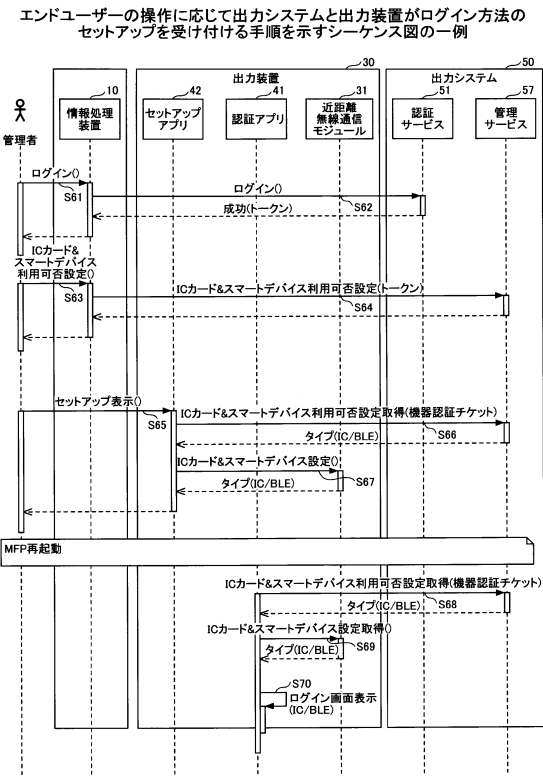 エンドユーザーの操作に応じて出力システムと出力装置がログイン方法の
セットアップを受け付ける手順を示すシーケンス図の一例
30
50
出力装置
出力システム
10
42
41
31
51
57
管理者
情報処理
装置
セットアップ
アプリ
認証アプリ
近距離
無線通信
モジュール
認証
サービス
管理
サービス
ログイン()
S61
ログイン()
S62
成功(トークン)
ICカード&
スマートデバイス
利用可否設定()
S63
ICカード&スマートデバイス利用可否設定(トークン)
S64
セットアップ表示()
S65
ICカード&スマートデバイス利用可否設定取得(機器認証チケット)
S66
タイプ(IC/BLE)
ICカード&スマートデバイス設定()
S67
タイプ(IC/BLE)
MFP再起動
ICカード&スマートデバイス利用可否設定取得(機器認証チケット)
S68
タイプ(IC/BLE)
ICカード&スマートデバイス設定取得()
S69
タイプ(IC/BLE)
S70
ログイン画面表示
(IC/BLE)